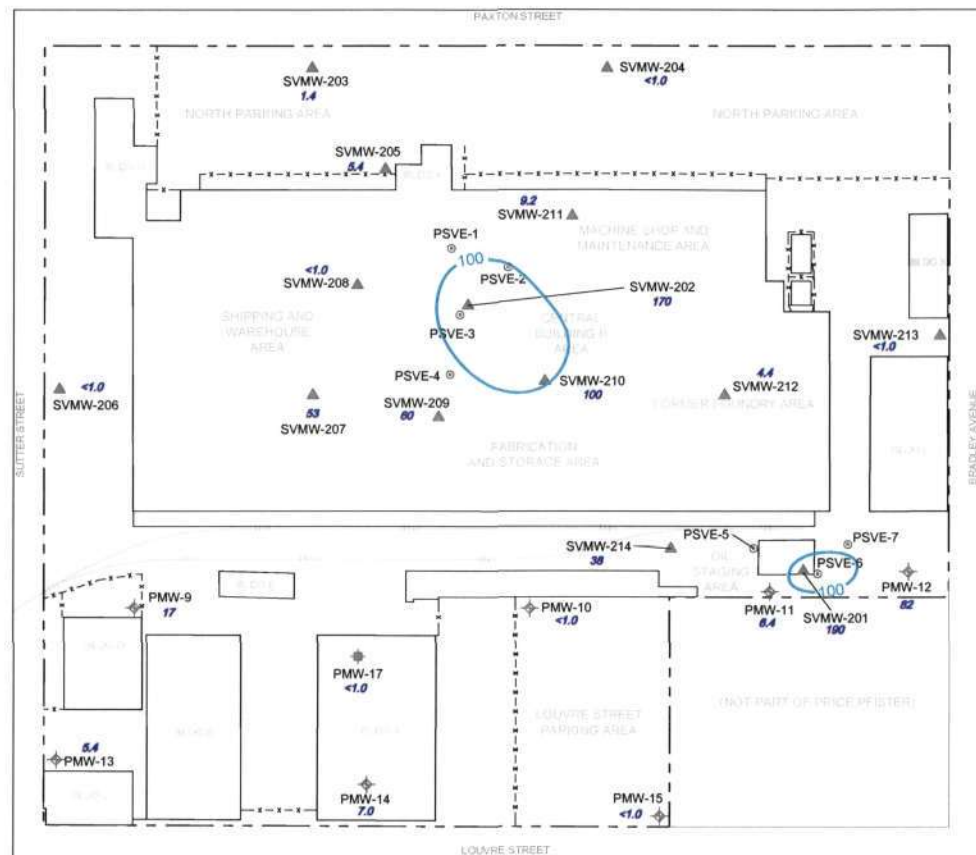 PAXTON STREET
SVMW-203
1.4
SVMW-204
<1.0
NORTH PARKING AREA
NORTH PARKING AREA
SVMW-205
5.4
9.2
SVMW-211
MACHINE SHOP AND
MAINTENANCE AREA
PSVE-1
100
PSVE-2
<1.0
SVMW-208
SVMW-202
170
SHIPPING AND
WAREHOUSE
AREA
PSVE-3
CENTRAL
BUILDING B
AREA
SVMW-213
<1.0
<1.0
SVMW-206
PSVE-4
SVMW-210
100
4.4
SVMW-212
FORMER FOUNDRY AREA
53
SVMW-207
SVMW-209
60
FABRICATION
AND STORAGE AREA
SUTTER STREET
BRADLEY AVENUE
SVMW-214
38
PSVE-5
OIL
STAGING
AREA
PSVE-7
PSVE-6
100
PMW-12
82
PMW-9
17
PMW-10
<1.0
PMW-11
6.4
SVMW-201
190
PMW-17
<1.0
LOUVRE STREET
PARKING AREA
(NOT PART OF PRICE PFISTER)
5.4
PMW-13
PMW-14
7.0
PMW-15
<1.0
LOUVRE STREET